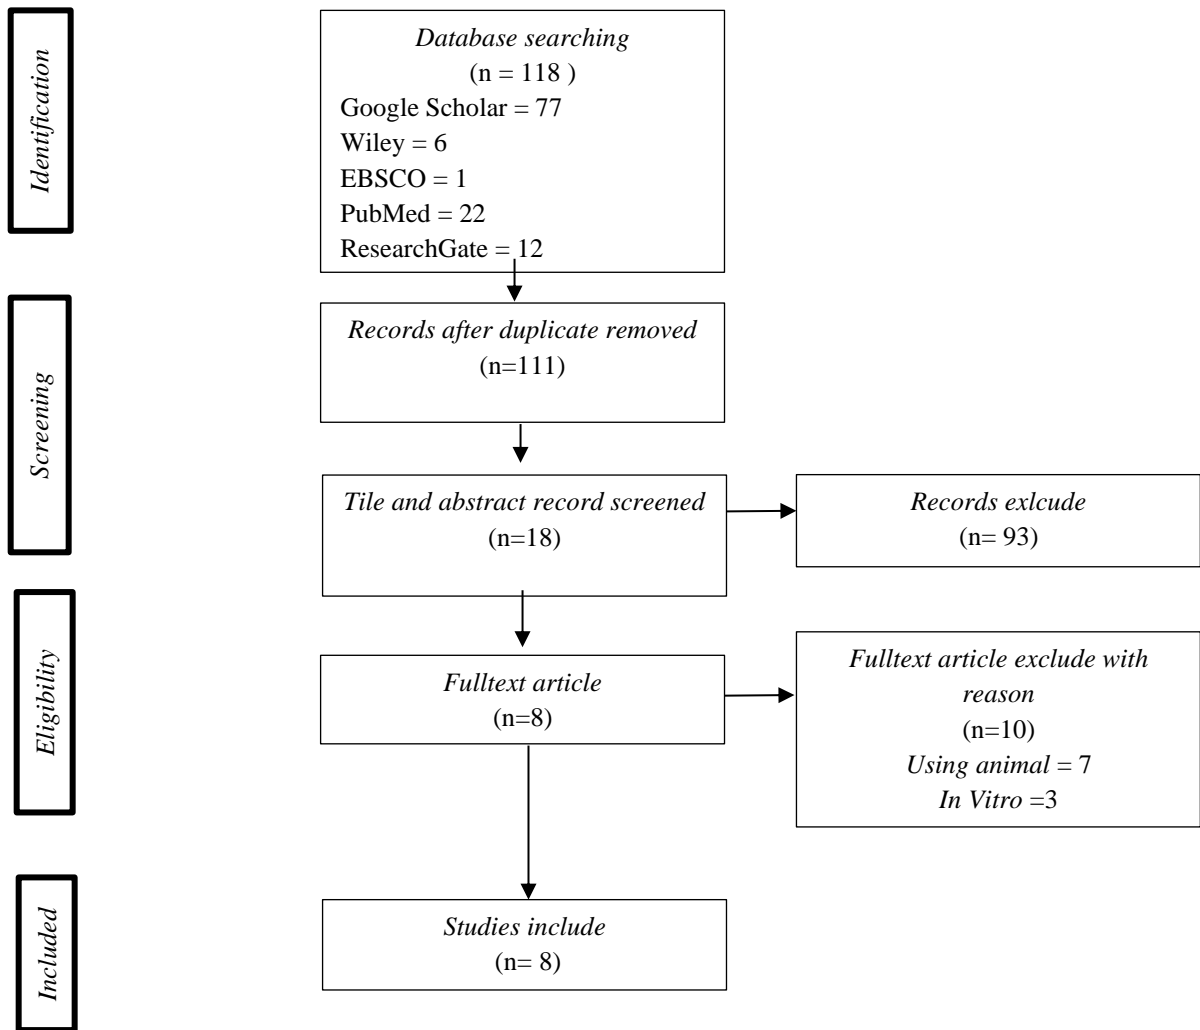 Identification
Database searching
(n = 118 )
Google Scholar = 77
Wiley = 6
EBSCO = 1
PubMed = 22
ResearchGate = 12
Screening
Records after duplicate removed
(n=111)
Tile and abstract record screened
(n=18)
Records exlcude
(n= 93)
Eligibility
Fulltext article
(n=8)
Fulltext article exclude with
reason
(n=10)
Using animal = 7
In Vitro =3
Included
Studies include
(n= 8)